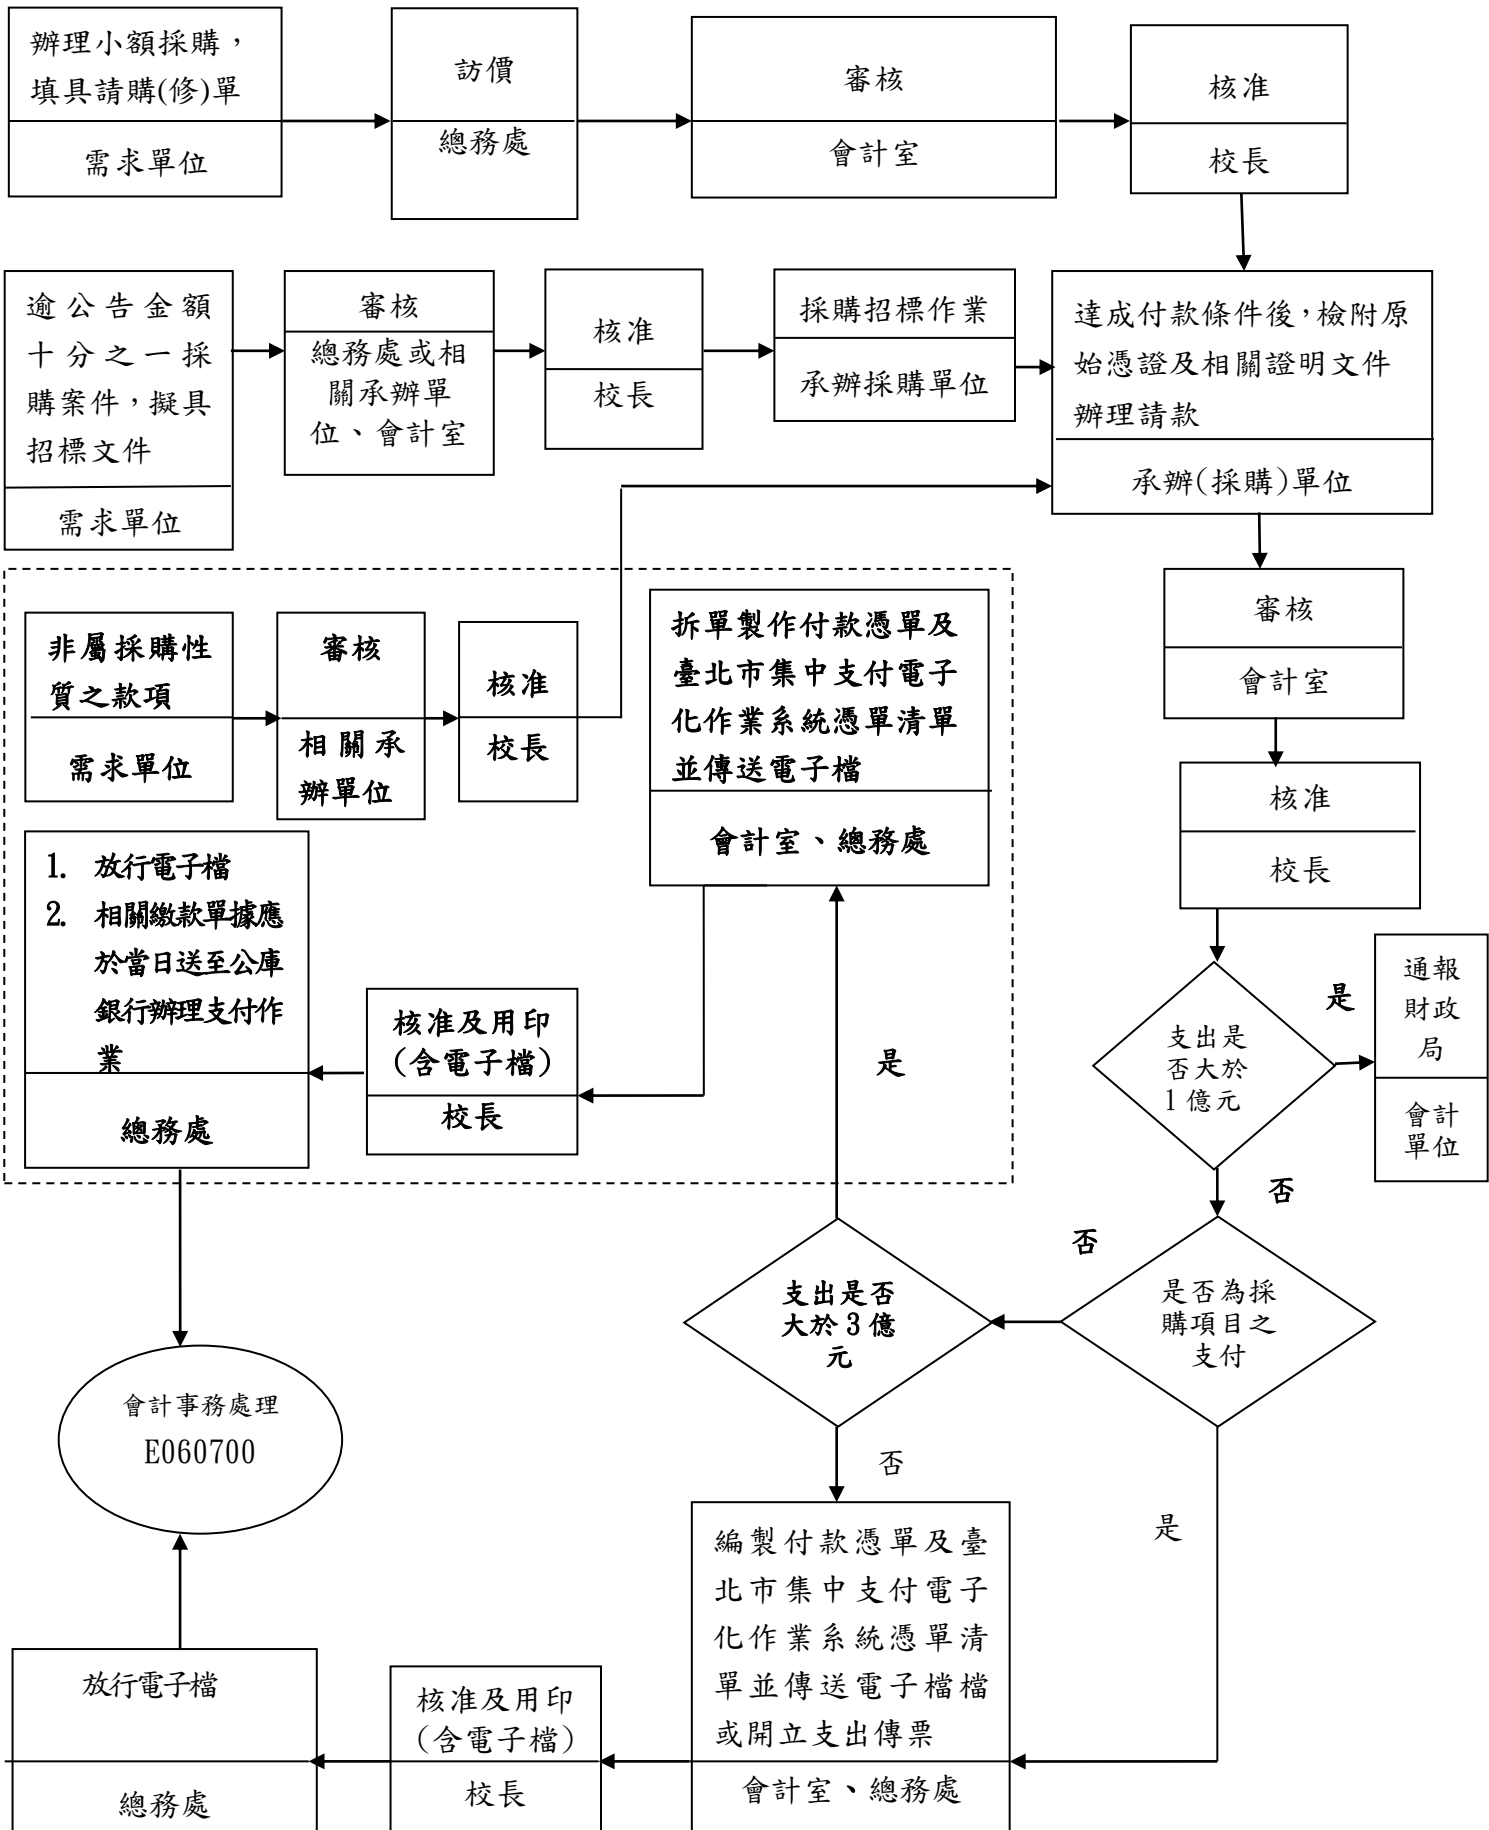 辦理小額採購，
填具請購(修)單
需求單位
訪價
總務處
審核
會計室
核准
校長
逾公告金額
十分之一採
購案件，擬具
招標文件
需求單位
審核
總務處或相
關承辦單
位、會計室
核准
校長
採購招標作業
承辦採購單位
達成付款條件後，檢附原
始憑證及相關證明文件
辦理請款
承辦(採購)單位
審核
會計室
核准
校長
非屬採購性
質之款項
需求單位
審核
相關承
辦單位
核准
校長
拆單製作付款憑單及
臺北市集中支付電子
化作業系統憑單清單
並傳送電子檔
會計室、總務處
1. 放行電子檔
2. 相關繳款單據應
於當日送至公庫
銀行辦理支付作
業
總務處
核准及用印
(含電子檔)
校長
是
支出是
否大於
1 億元
是
通報
財政
局
會計
單位
否
是否為採
購項目之
支付
否
支出是否
大於 3 億
元
否
是
會計事務處理
E060700
編製付款憑單及臺
北市集中支付電子
化作業系統憑單清
單並傳送電子檔檔
或開立支出傳票
會計室、總務處
核准及用印
(含電子檔)
校長
放行電子檔
總務處